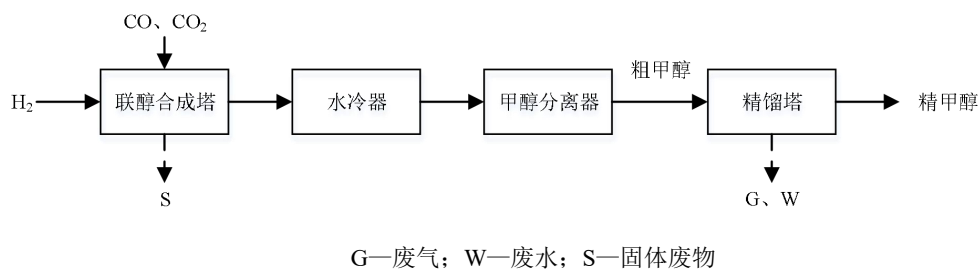 CO、CO₂
H₂
联醇合成塔
水冷器
甲醇分离器
粗甲醇
精馏塔
精甲醇
S
G、W
G—废气；W—废水；S—固体废物